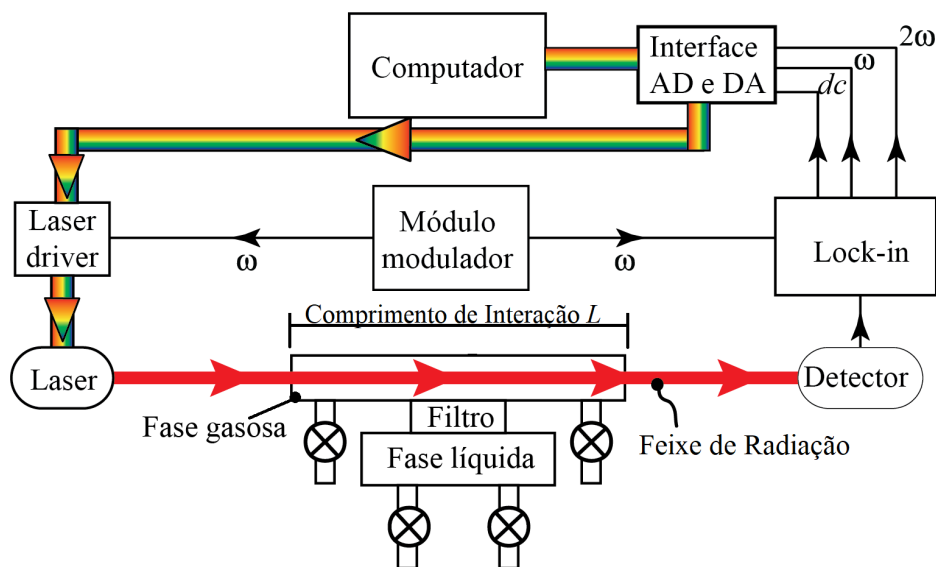 Computador
Interface
AD e DA
2ω
ω
dc
Laser
driver
ω
Módulo
modulador
ω
Lock-in
Comprimento de Interação L
Laser
Detector
Fase gasosa
Filtro
Fase líquida
Feixe de Radiação